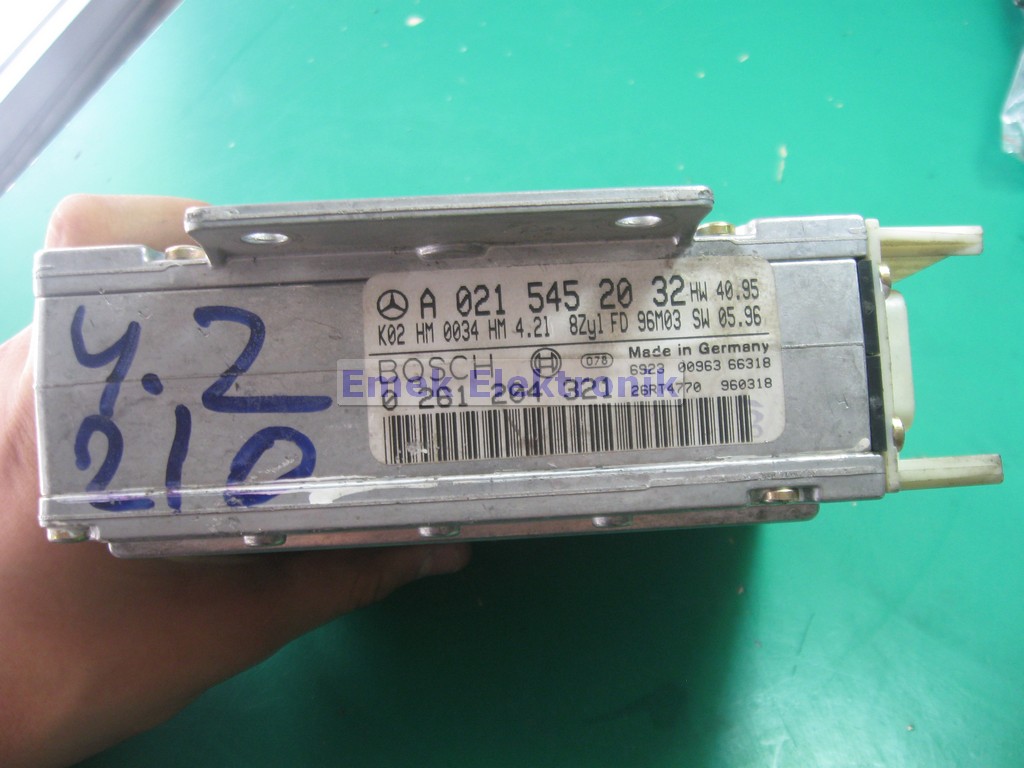 A 021 545 20 32 HW 40.95
K02 HM 0034 HM 4.21 8Zyl FD 96M03 SW 05.96
BOSCH 078 Made in Germany
6923 00963 66318
0 261 204 321 26RT4770 960318
Emek Elektronik
4.2
210